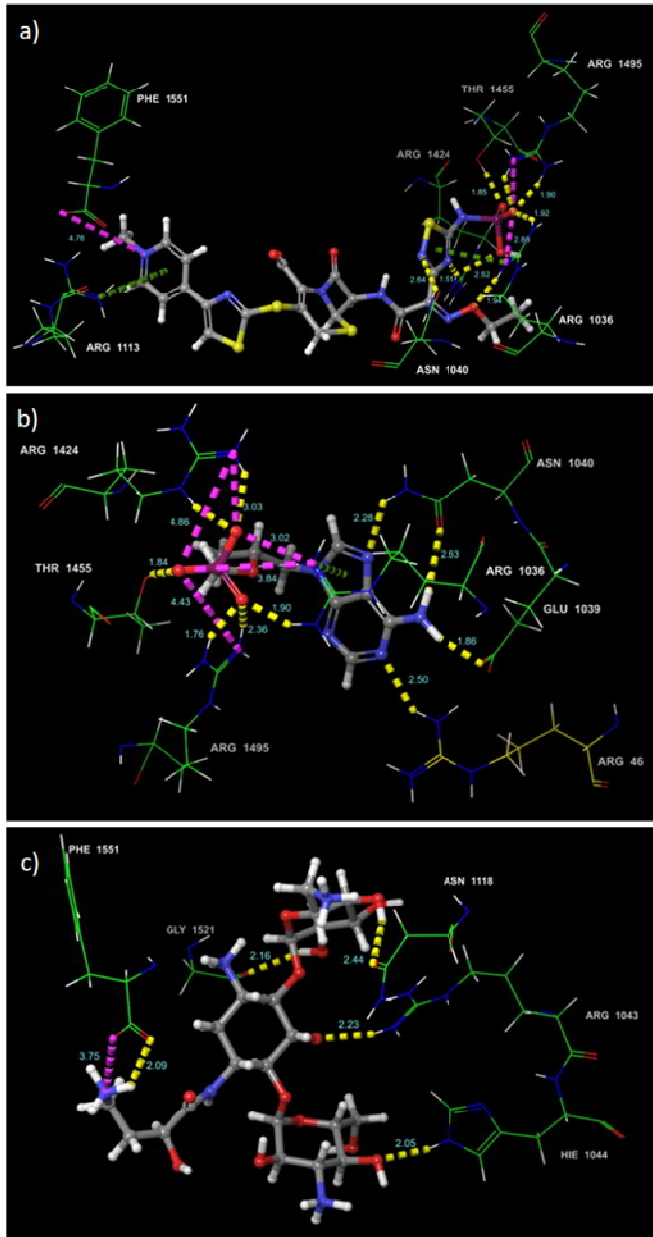 a)
PHE 1551
ARG 1495
THR 1455
ARG 1424
1.85
1.90
1.92
4.76
2.64
1.51
2.52
1.94
ARG 1113
ARG 1036
ASN 1040
b)
ARG 1424
ASN 1040
3.03
4.86
2.28
3.02
2.83
THR 1455
1.84
3.84
ARG 1036
GLU 1039
4.43
1.90
1.76
2.36
1.86
2.50
ARG 1495
ARG 46
c)
PHE 1551
ASN 1118
GLY 1521
2.16
2.44
2.23
ARG 1043
3.75
2.09
2.05
HIE 1044